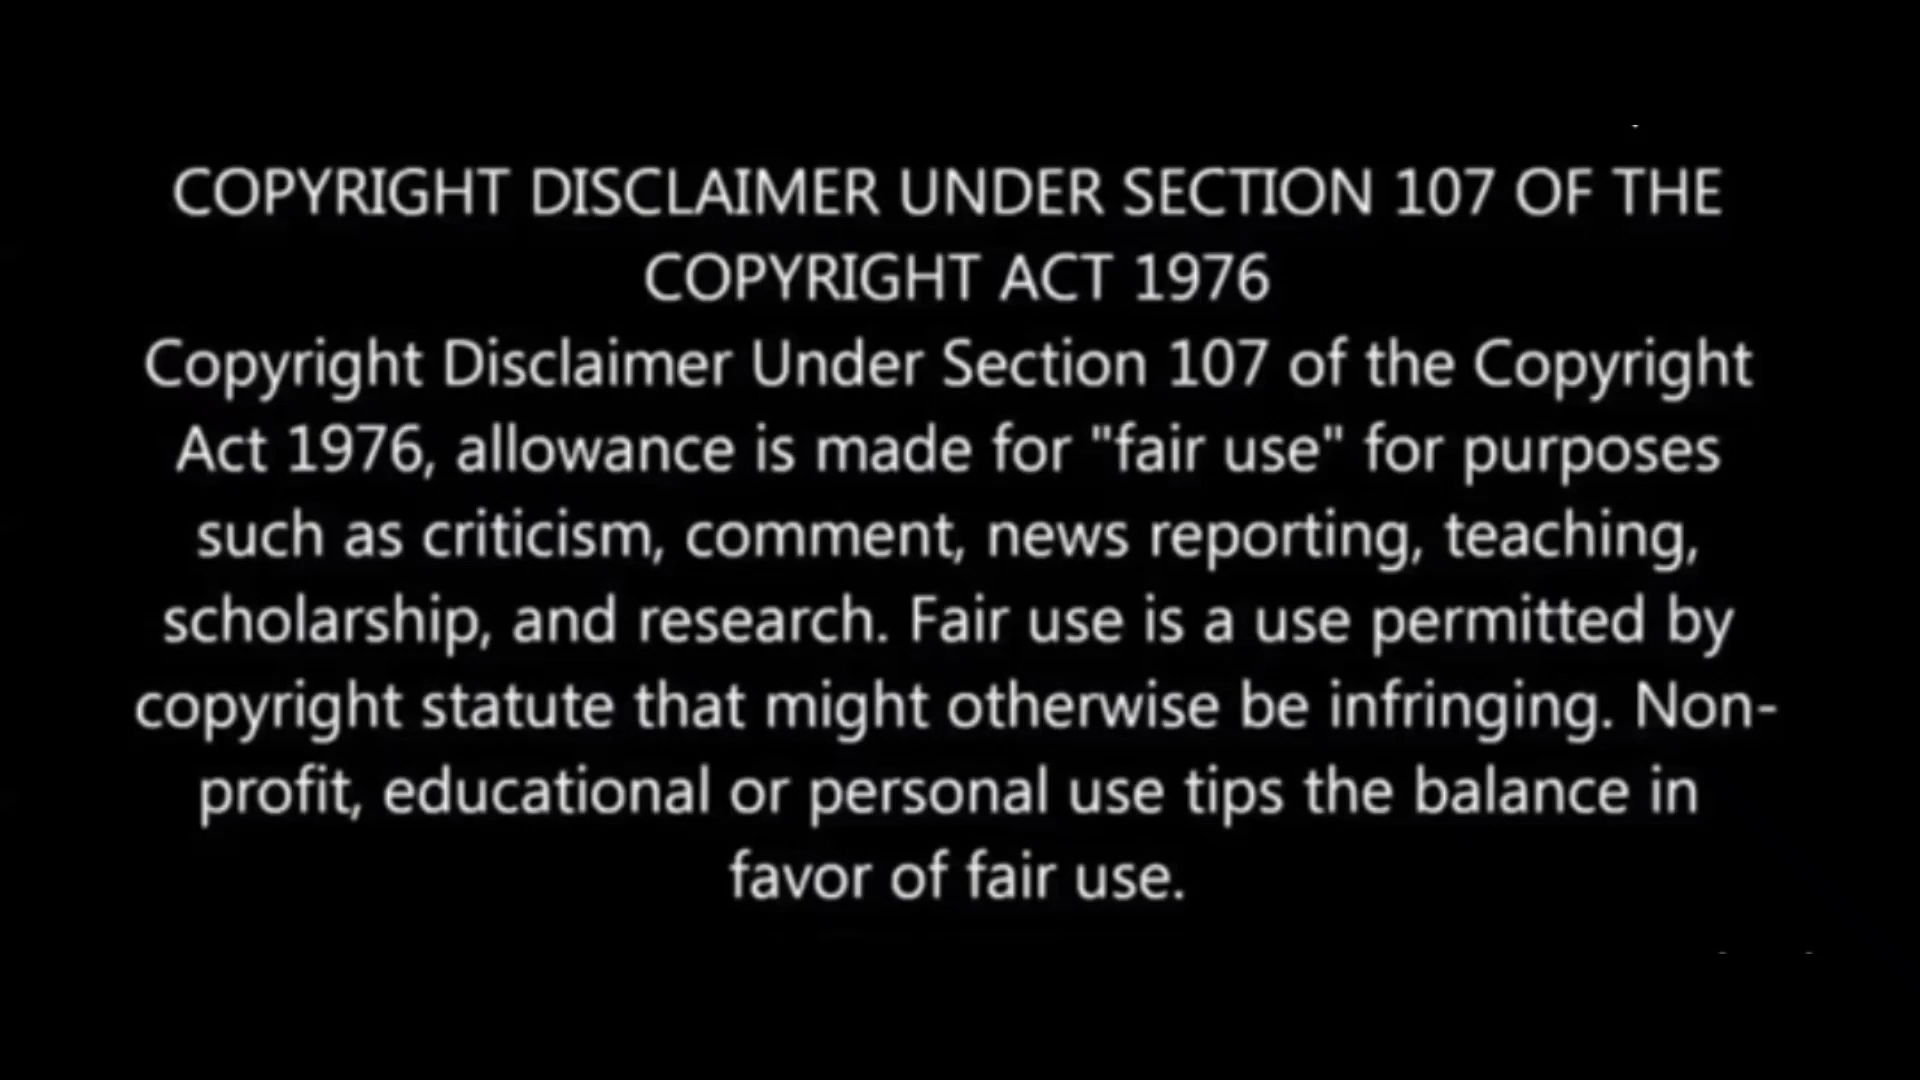 COPYRIGHT DISCLAIMER UNDER SECTION 107 OF THE
COPYRIGHT ACT 1976
Copyright Disclaimer Under Section 107 of the Copyright
Act 1976, allowance is made for "fair use" for purposes
such as criticism, comment, news reporting, teaching,
scholarship, and research. Fair use is a use permitted by
copyright statute that might otherwise be infringing. Non-
profit, educational or personal use tips the balance in
favor of fair use.